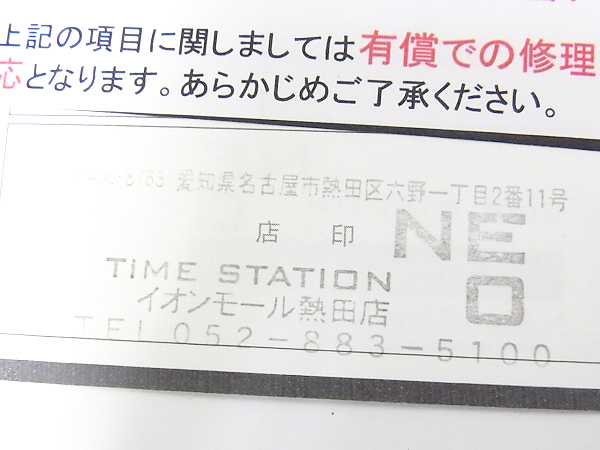 上記の項目に関しましては有償での修理
応となります。あらかじめご了承ください。
8763 愛知県名古屋市熱田区六野一丁目2番11号
店 印
NEO
TIME STATION
イオンモール熱田店
TEL 052-883-5100